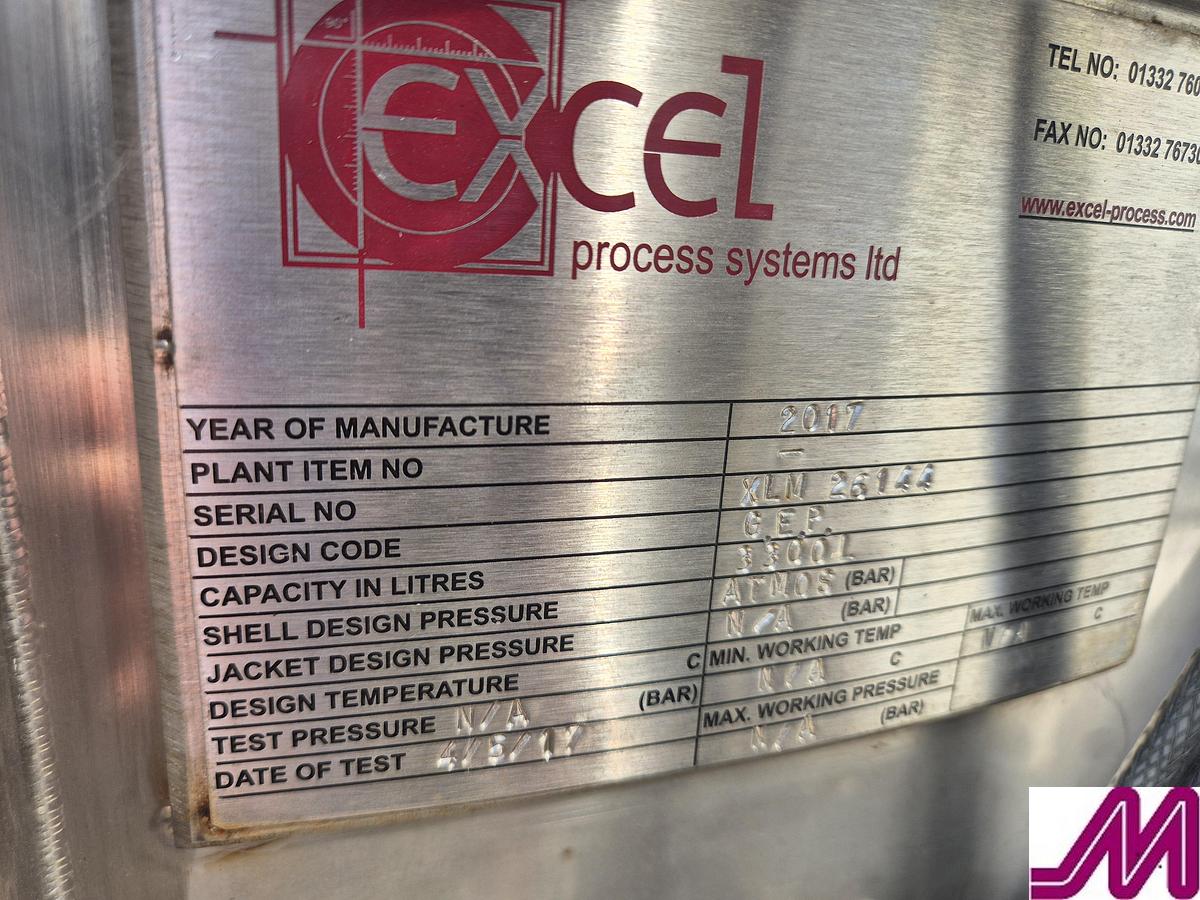 90°
excel
process systems ltd
TEL NO: 01332 760
FAX NO: 01332 76730
www.excel-process.com
YEAR OF MANUFACTURE 2017
PLANT ITEM NO –
SERIAL NO XLM 26144
DESIGN CODE G.E.P.
CAPACITY IN LITRES 3300L
SHELL DESIGN PRESSURE ATMOS (BAR)
JACKET DESIGN PRESSURE N/A (BAR)
DESIGN TEMPERATURE C MIN. WORKING TEMP N/A C MAX. WORKING TEMP N/A C
TEST PRESSURE N/A (BAR) MAX. WORKING PRESSURE N/A (BAR)
DATE OF TEST 4/8/17
M